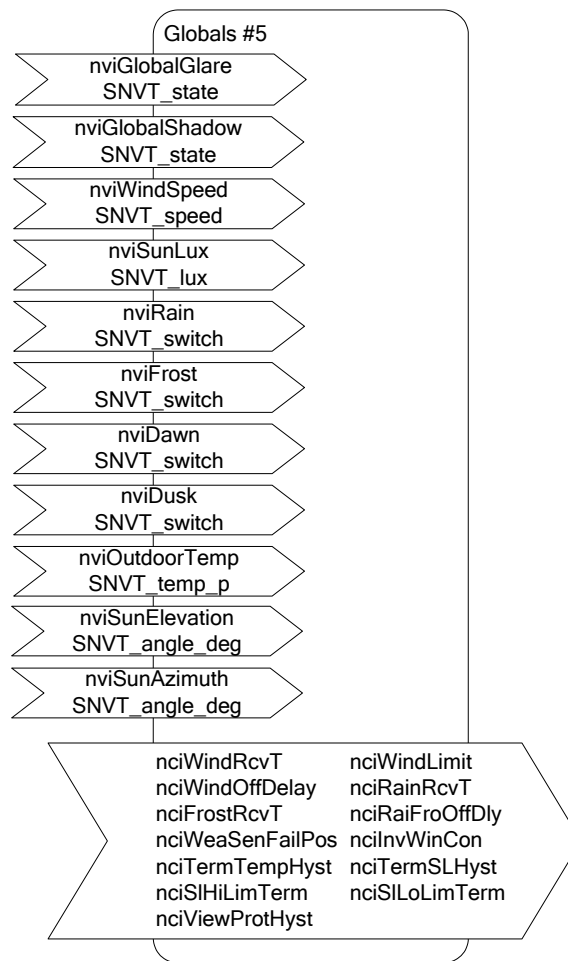 Globals #5
nviGlobalGlare
SNVT_state
nviGlobalShadow
SNVT_state
nviWindSpeed
SNVT_speed
nviSunLux
SNVT_lux
nviRain
SNVT_switch
nviFrost
SNVT_switch
nviDawn
SNVT_switch
nviDusk
SNVT_switch
nviOutdoorTemp
SNVT_temp_p
nviSunElevation
SNVT_angle_deg
nviSunAzimuth
SNVT_angle_deg
nciWindRcvT nciWindLimit
nciWindOffDelay nciRainRcvT
nciFrostRcvT nciRaiFroOffDly
nciWeaSenFailPos nciInvWinCon
nciTermTempHyst nciTermSLHyst
nciSlHiLimTerm nciSlLoLimTerm
nciViewProtHyst